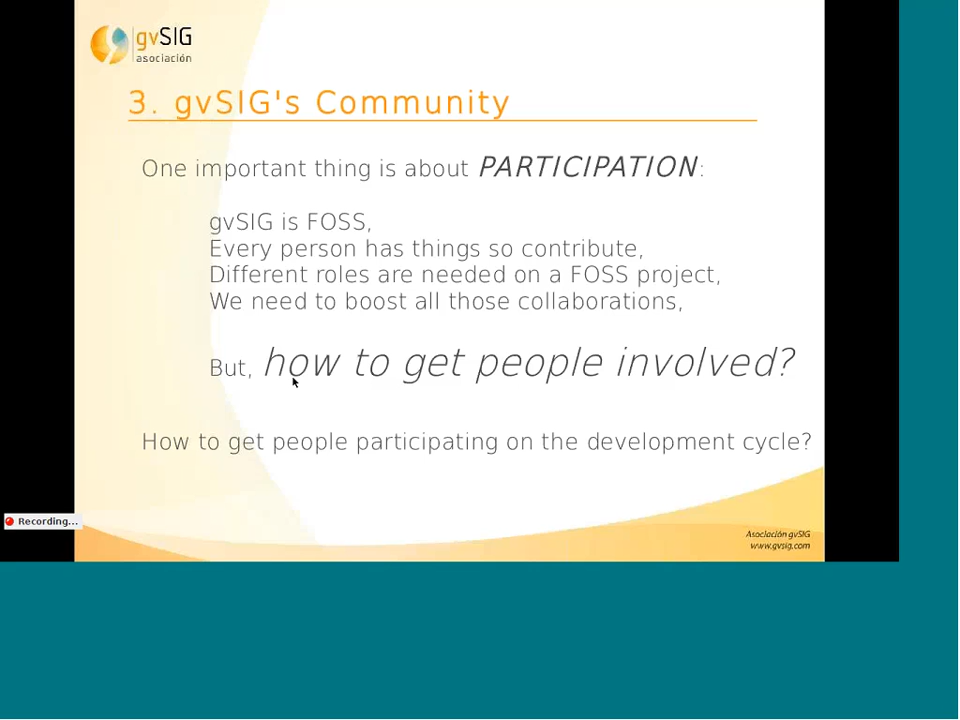 gvSIG
asociación
3. gvSIG's Community
One important thing is about PARTICIPATION:
gvSIG is FOSS,
Every person has things so contribute,
Different roles are needed on a FOSS project,
We need to boost all those collaborations,
But, how to get people involved?
How to get people participating on the development cycle?
Recording...
Asociación gvSIG
www.gvsig.com